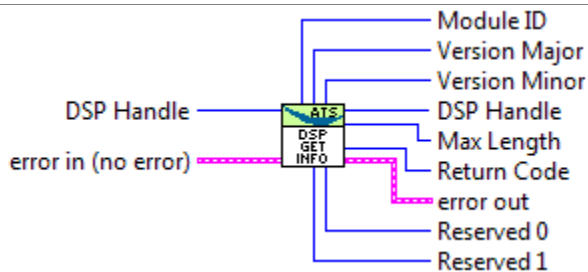 Module ID
Version Major
Version Minor
DSP Handle
DSP Handle
Max Length
Return Code
error in (no error)
error out
Reserved 0
Reserved 1
ATS
DSP
GET
INFO